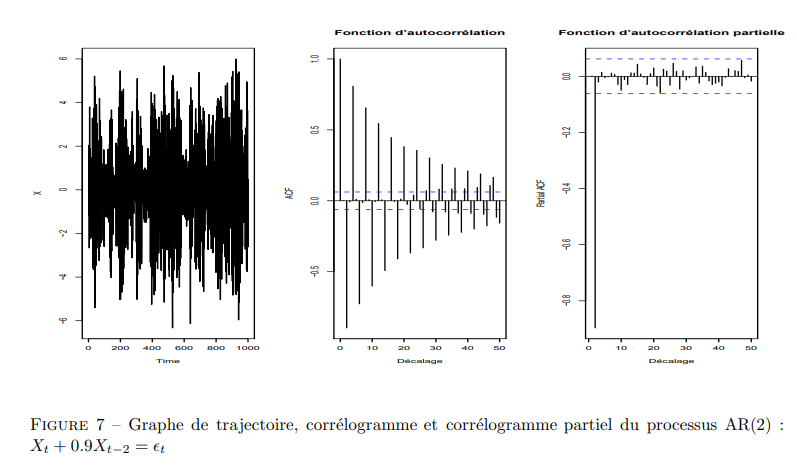 Fonction d'autocorrélation
Fonction d'autocorrélation partielle
X
6
4
2
0
−2
−4
−6
0 200 400 600 800 1000
Time
ACF
1.0
0.5
0.0
−0.5
0 10 20 30 40 50
Décalage
Partial ACF
0.0
−0.2
−0.4
−0.6
−0.8
0 10 20 30 40 50
Décalage
FIGURE 7 – Graphe de trajectoire, corrélogramme et corrélogramme partiel du processus AR(2) :
X_t + 0.9X_{t−2} = ϵ_t